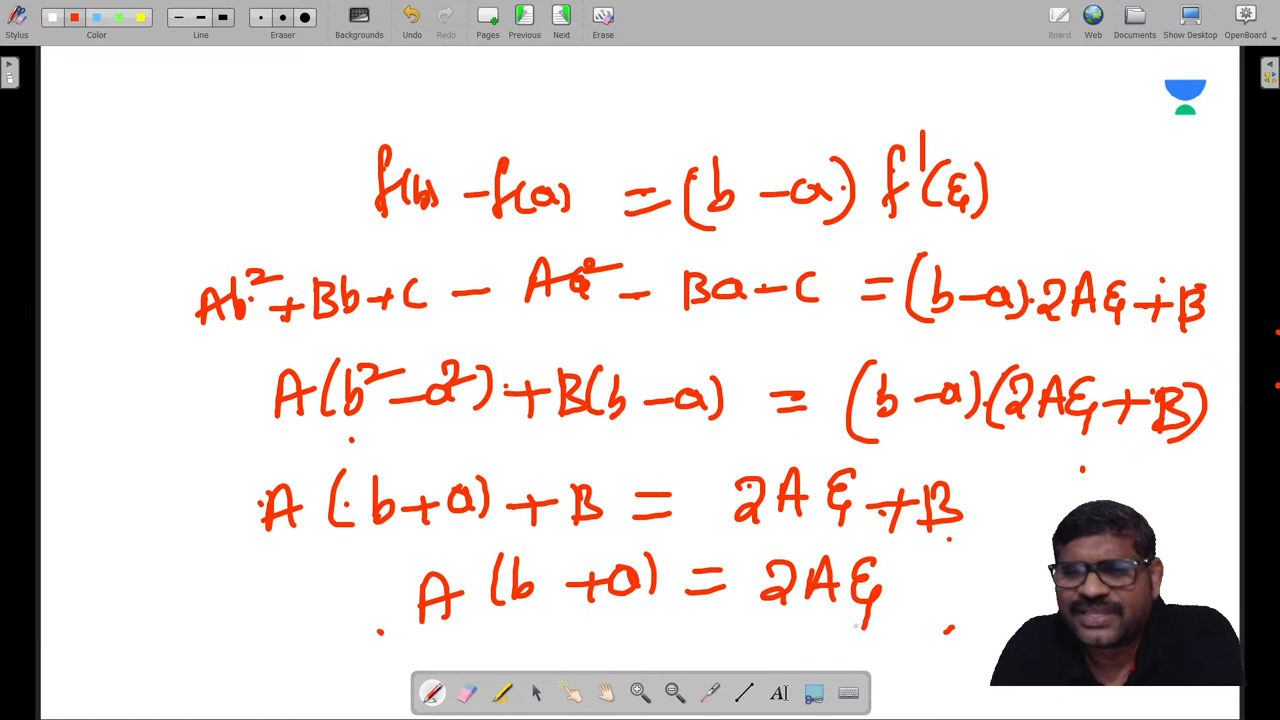 Stylus Color Line Eraser Backgrounds Undo Redo Pages Previous Next Erase Board Web Documents Show Desktop OpenBoard
f(b) - f(a) = (b - a) f'(ξ)
Ab² + Bb + C - Aa² - Ba - C = (b - a) . 2Aξ + B
A(b² - a²) + B(b - a) = (b - a)(2Aξ + B)
A (b + a) + B = 2Aξ + B
A (b + a) = 2Aξ
AI